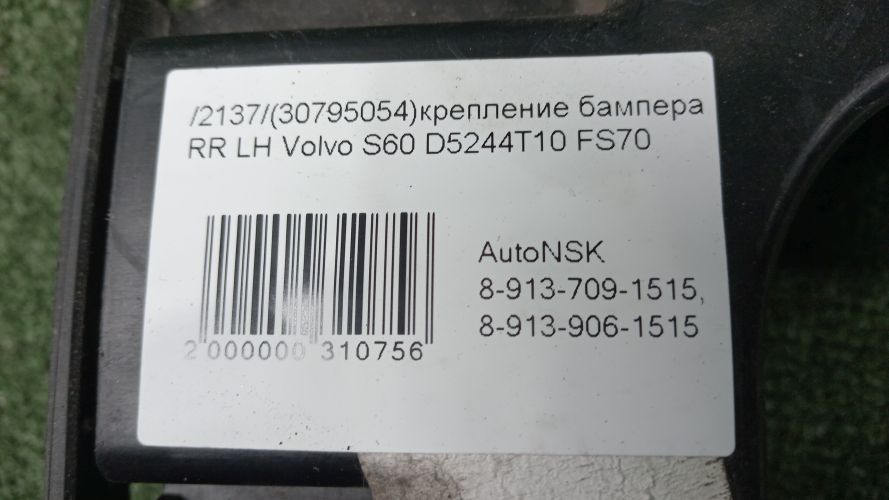 /2137/(30795054)крепление бампера
RR LH Volvo S60 D5244T10 FS70
AutoNSK
8-913-709-1515,
8-913-906-1515
2 000000 310756